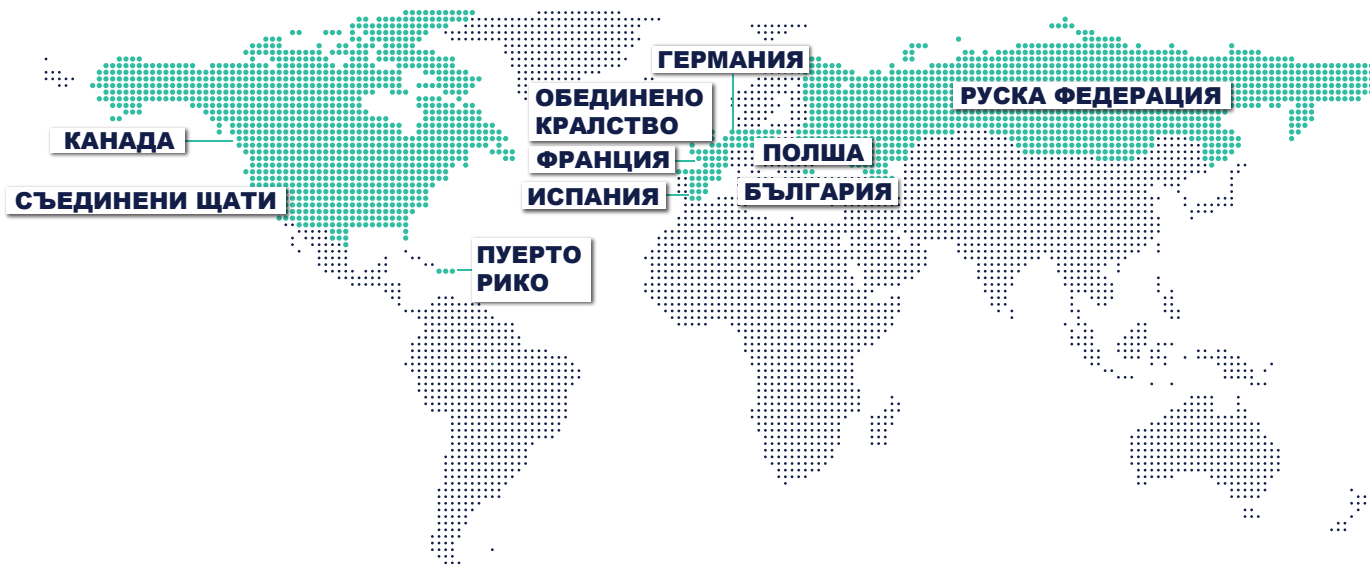 ГЕРМАНИЯ
ОБЕДИНЕНО
КРАЛСТВО
РУСКА ФЕДЕРАЦИЯ
КАНАДА
ФРАНЦИЯ
ПОЛША
СЪЕДИНЕНИ ЩАТИ
ИСПАНИЯ
БЪЛГАРИЯ
ПУЕРТО
РИКО